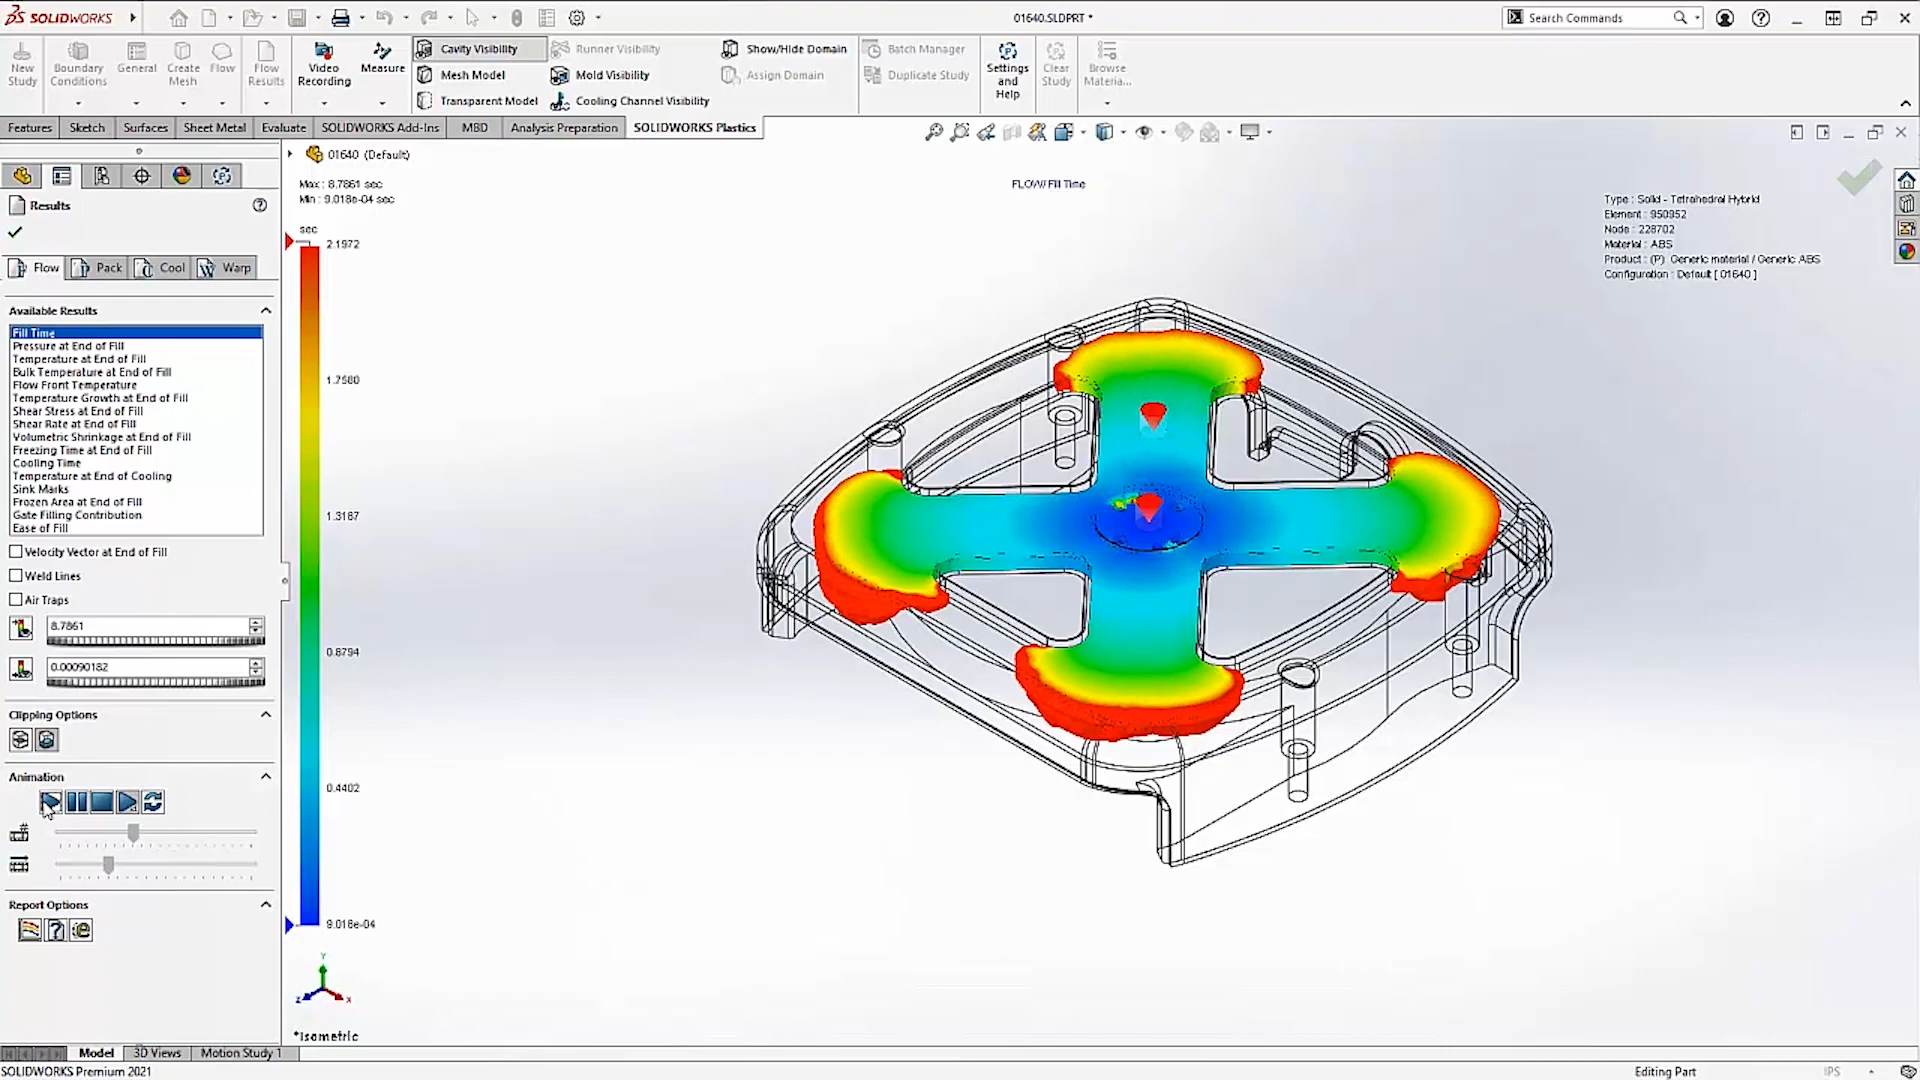 SOLIDWORKS
01640.SLDPRT *
Search Commands
New Study
Boundary Conditions
General
Create Mesh
Flow
Flow Results
Video Recording
Measure
Cavity Visibility
Mesh Model
Transparent Model
Runner Visibility
Mold Visibility
Cooling Channel Visibility
Show/Hide Domain
Assign Domain
Batch Manager
Duplicate Study
Settings and Help
Clear Study
Browse Materia...
Features
Sketch
Surfaces
Sheet Metal
Evaluate
SOLIDWORKS Add-Ins
MBD
Analysis Preparation
SOLIDWORKS Plastics
01640 (Default)
Results
Flow
Pack
Cool
Warp
Available Results
Fill Time
Pressure at End of Fill
Temperature at End of Fill
Bulk Temperature at End of Fill
Flow Front Temperature
Temperature Growth at End of Fill
Shear Stress at End of Fill
Shear Rate at End of Fill
Volumetric Shrinkage at End of Fill
Freezing Time at End of Fill
Cooling Time
Temperature at End of Cooling
Sink Marks
Frozen Area at End of Fill
Gate Filling Contribution
Ease of Fill
Velocity Vector at End of Fill
Weld Lines
Air Traps
8.7861
0.00090182
Clipping Options
Animation
Report Options
Max : 8.7861 sec
Min : 9.018e-04 sec
sec
2.1972
1.7580
1.3187
0.8794
0.4402
9.018e-04
FLOW/Fill Time
Type : Solid - Tetrahedral Hybrid
Element : 950952
Node : 228702
Material : ABS
Product : (P) Generic material / Generic ABS
Configuration : Default [ 01640 ]
Y
Z
X
*Isometric
Model
3D Views
Motion Study 1
SOLIDWORKS Premium 2021
Editing Part
IPS